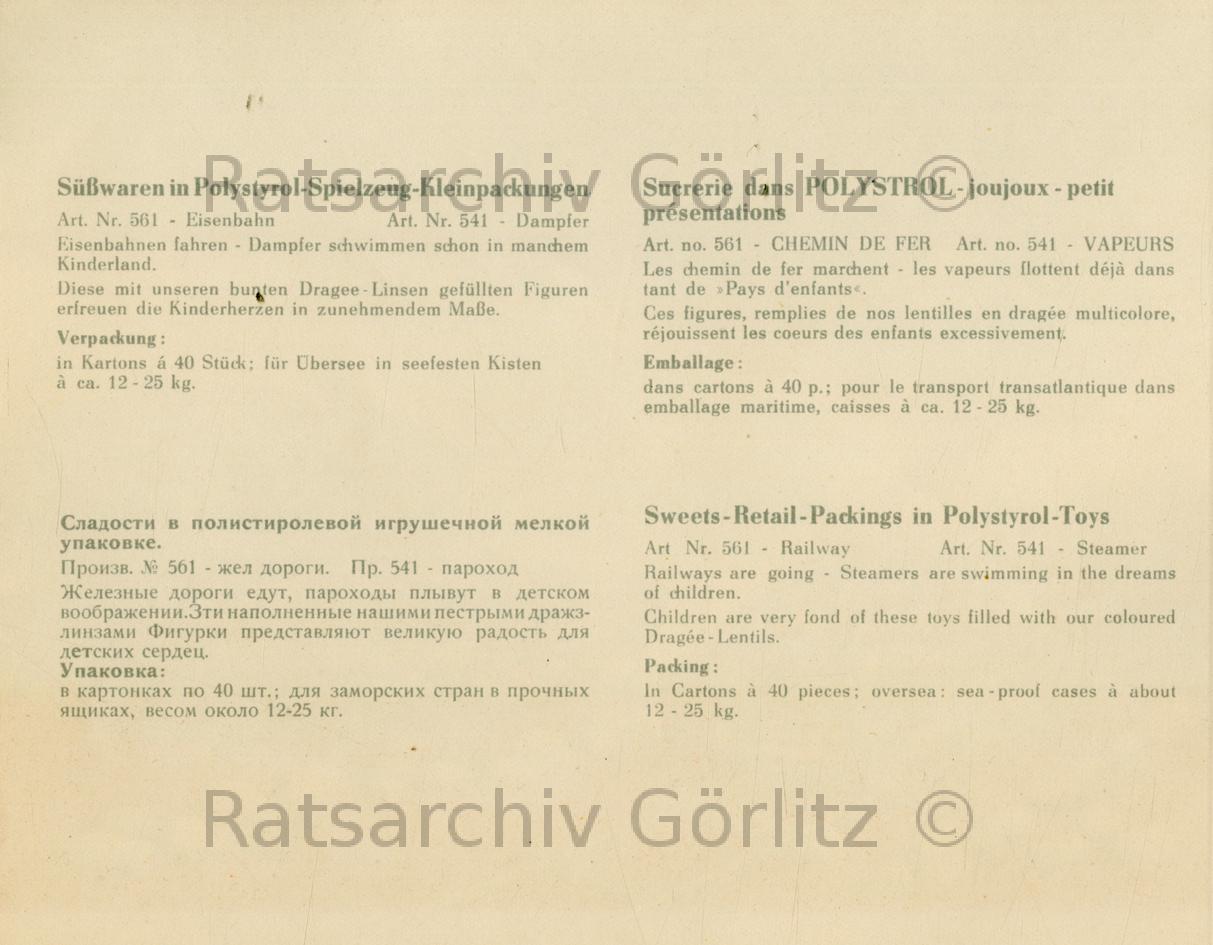 Ratsarchiv Görlitz ©
Süßwaren in Polystyrol-Spielzeug-Kleinpackungen
Art. Nr. 561 - Eisenbahn Art. Nr. 541 - Dampfer
Eisenbahnen fahren - Dampfer schwimmen schon in manchem
Kinderland.
Diese mit unseren bunten Dragee-Linsen gefüllten Figuren
erfreuen die Kinderherzen in zunehmendem Maße.
Verpackung:
in Kartons á 40 Stück; für Übersee in seefesten Kisten
à ca. 12 - 25 kg.
Sucrerie dans POLYSTROL-joujoux-petit
présentations
Art. no. 561 - CHEMIN DE FER Art. no. 541 - VAPEURS
Les chemin de fer marchent - les vapeurs flottent déjà dans
tant de »Pays d'enfants«.
Ces figures, remplies de nos lentilles en dragée multicolore,
réjouissent les coeurs des enfants excessivement.
Emballage:
dans cartons à 40 p.; pour le transport transatlantique dans
emballage maritime, caisses à ca. 12 - 25 kg.
Сладости в полистиролевой игрушечной мелкой
упаковке.
Произв. № 561 - жел дороги. Пр. 541 - пароход
Железные дороги едут, пароходы плывут в детском
воображении.Зти наполненные нашими пестрыми дражз-
линзами Фигурки представляют великую радость для
детских сердец.
Упаковка:
в картонках по 40 шт.; для заморских стран в прочных
ящиках, весом около 12-25 кг.
Sweets-Retail-Packings in Polystyrol-Toys
Art Nr. 561 - Railway Art. Nr. 541 - Steamer
Railways are going - Steamers are swimming in the dreams
of children.
Children are very fond of these toys filled with our coloured
Dragée-Lentils.
Packing:
In Cartons à 40 pieces; oversea: sea-proof cases à about
12 - 25 kg.
Ratsarchiv Görlitz ©